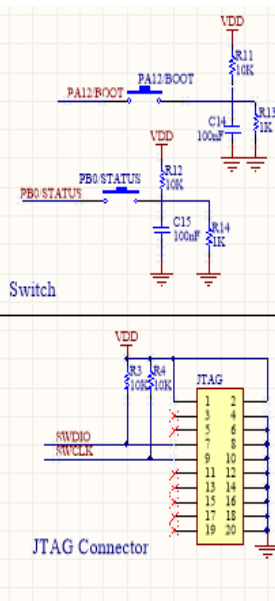 VDD
R11
10K
PA12/BOOT
PA12/BOOT
C14
100nF
R13
1K
VDD
R12
10K
PB0/STATUS
PB0/STATUS
C15
100nF
R14
1K
Switch
VDD
R3
10K
R4
10K
JTAG
1 2
3 4
5 6
7 8
9 10
11 12
13 14
15 16
17 18
19 20
SWDIO
SWCLK
JTAG Connector